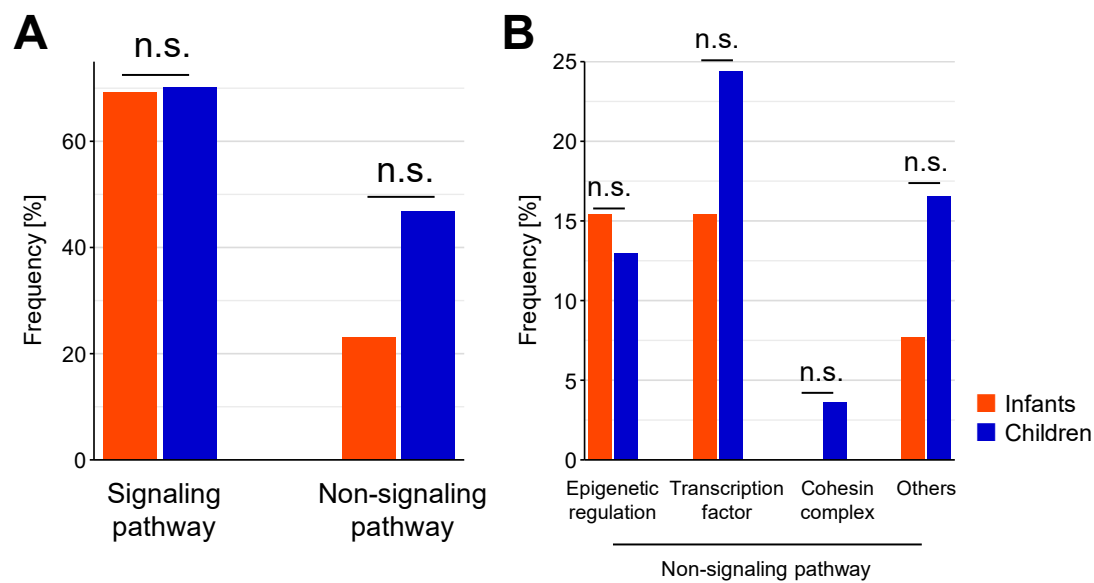 A
n.s.
n.s.
Frequency [%]
60
40
20
0
Signaling
pathway
Non-signaling
pathway
B
n.s.
n.s.
n.s.
n.s.
Frequency [%]
25
20
15
10
5
0
Epigenetic
regulation
Transcription
factor
Cohesin
complex
Others
Non-signaling pathway
Infants
Children